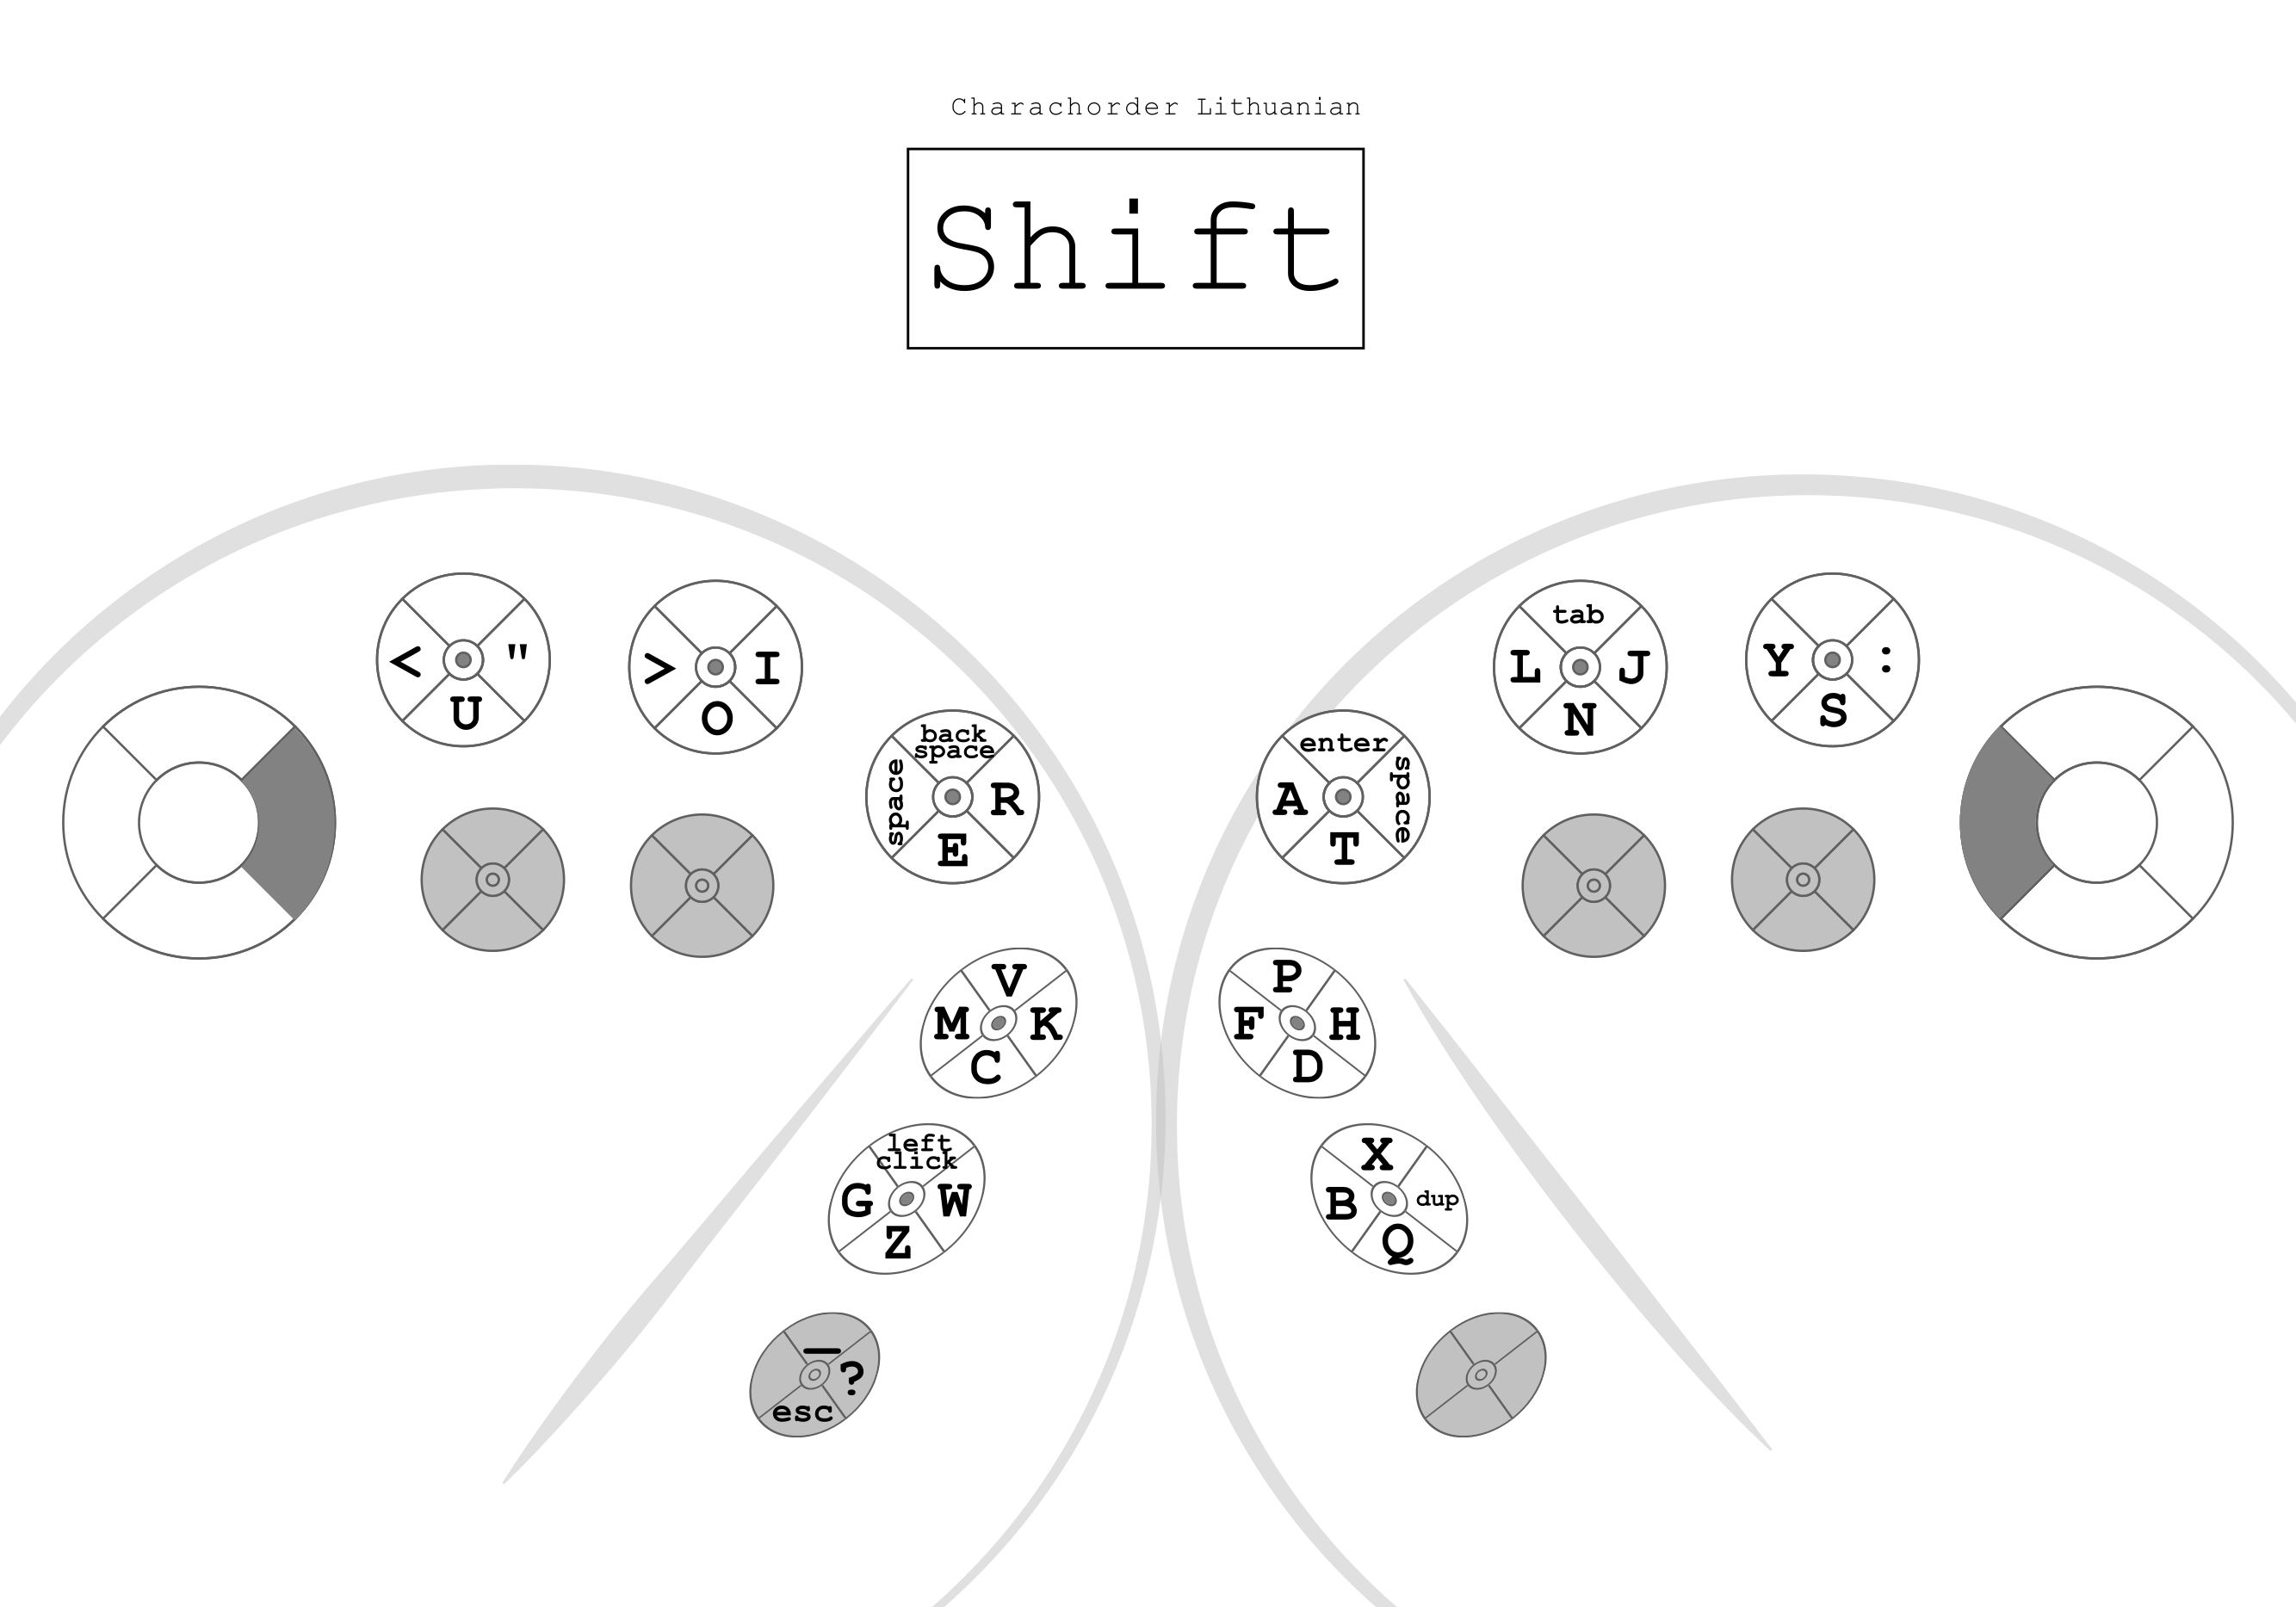 Charachorder Lithuanian
Shift
< "
U
> I
O
back
space
space R
E
tab
L J
N
Y :
S
enter
A space
T
V
M K
C
P
F H
D
left
click
G W
Z
X
B dup
Q
_
?
esc